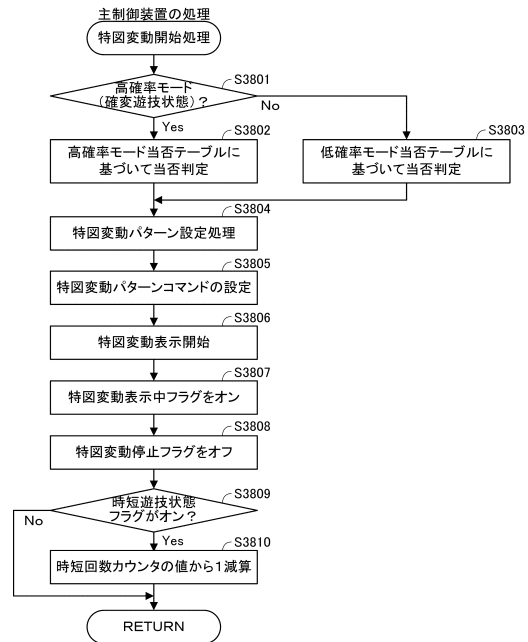 主制御装置の処理
特図変動開始処理
S3801
高確率モード
(確変遊技状態)?
No
Yes
S3802
高確率モード当否テーブルに
基づいて当否判定
S3803
低確率モード当否テーブルに
基づいて当否判定
S3804
特図変動パターン設定処理
S3805
特図変動パターンコマンドの設定
S3806
特図変動表示開始
S3807
特図変動表示中フラグをオン
S3808
特図変動停止フラグをオフ
S3809
時短遊技状態
フラグがオン?
No
Yes
S3810
時短回数カウンタの値から1減算
RETURN